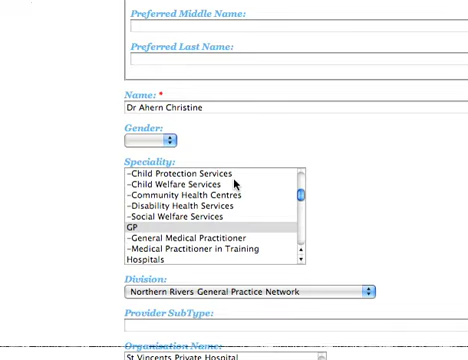 Preferred Middle Name:
Preferred Last Name:
Name: *
Dr Ahern Christine
Gender:
Speciality:
-Child Protection Services
-Child Welfare Services
-Community Health Centres
-Disability Health Services
-Social Welfare Services
GP
-General Medical Practitioner
-Medical Practitioner in Training
Hospitals
Division:
Northern Rivers General Practice Network
Provider SubType:
Organisation Name:
St Vincents Private Hospital